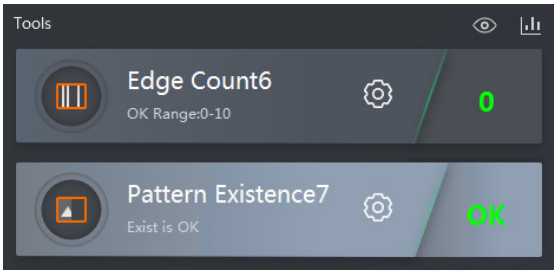 Tools
Edge Count6
OK Range:0-10
0
Pattern Existence7
Exist is OK
OK